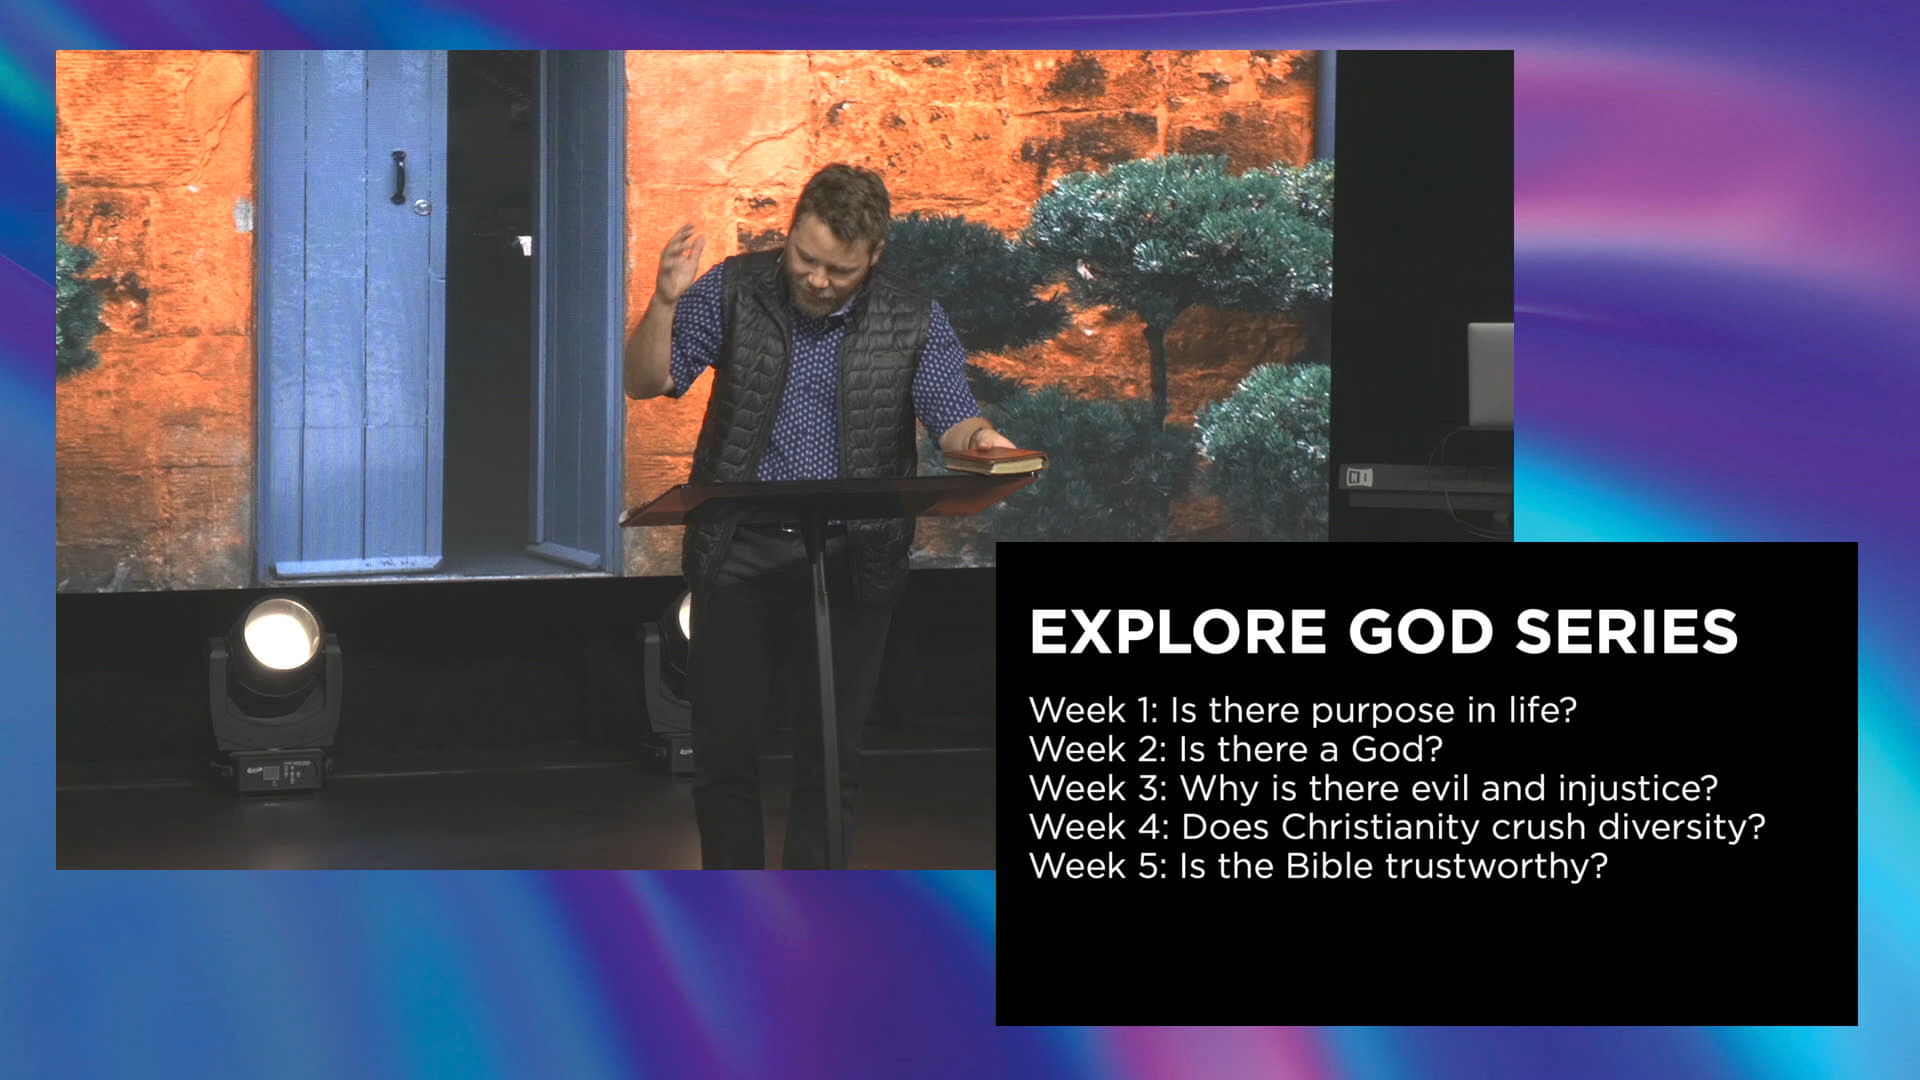 EXPLORE GOD SERIES
Week 1: Is there purpose in life?
Week 2: Is there a God?
Week 3: Why is there evil and injustice?
Week 4: Does Christianity crush diversity?
Week 5: Is the Bible trustworthy?